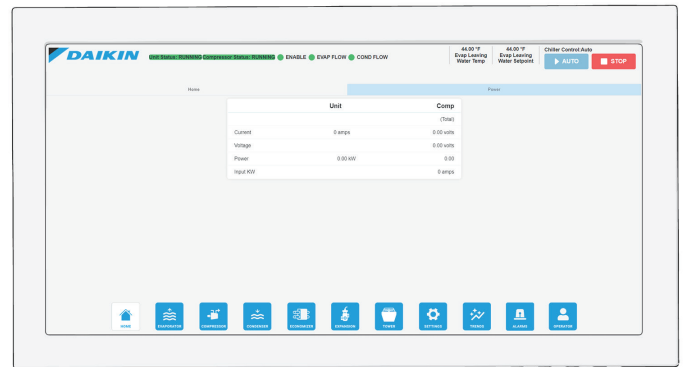 DAIKIN
Unit Status: RUNNING Compressor Status: RUNNING ENABLE EVAP FLOW COND FLOW
44.00 °F Evap Leaving Water Temp
44.00 °F Evap Leaving Water Setpoint
Chiller Control Auto
AUTO STOP
Home Power
Unit Comp
(Total)
Current 0 amps 0.00 volts
Voltage 0.00 volts
Power 0.00 kW 0.00
Input KW 0 amps
HOME EVAPORATOR COMPRESSOR CONDENSER ECONOMIZER EXPANSION TOWER SETTINGS TRENDS ALARMS OPERATOR